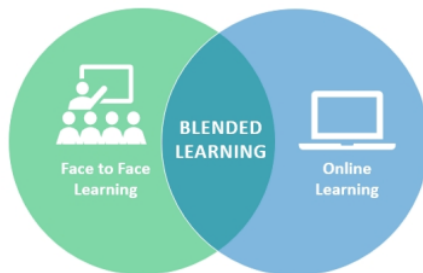 Face to Face
Learning
BLENDED
LEARNING
Online
Learning